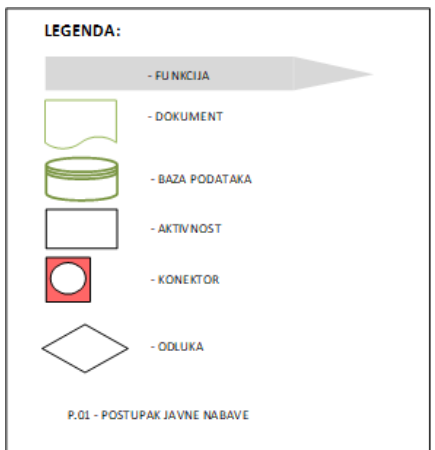 LEGENDA:
- FUNKCIJA
- DOKUMENT
- BAZA PODATAKA
- AKTIVNOST
- KONEKTOR
- ODLUKA
P.01 - POSTUPAK JAVNE NABAVE